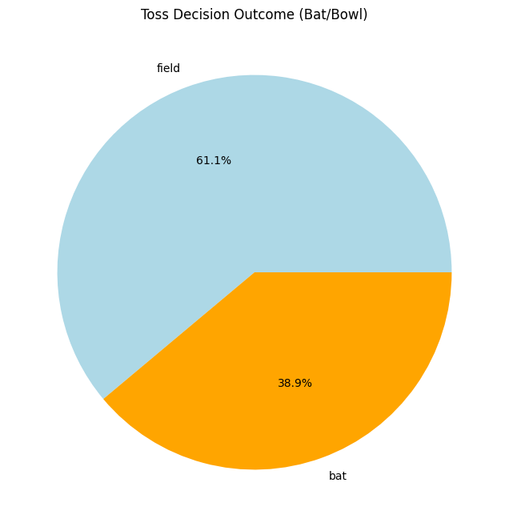 Toss Decision Outcome (Bat/Bowl)
field
61.1%
38.9%
bat